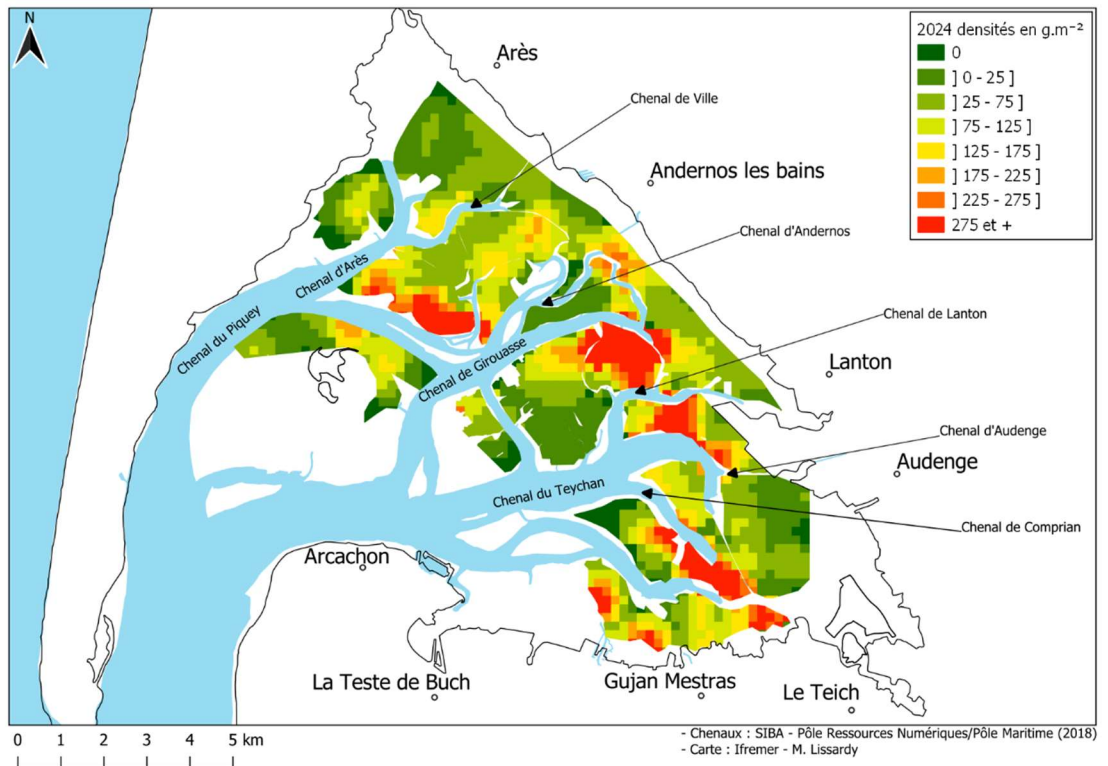 N
2024 densités en g.m⁻²
0
] 0 - 25 ]
] 25 - 75 ]
] 75 - 125 ]
] 125 - 175 ]
] 175 - 225 ]
] 225 - 275 ]
275 et +
Arès
Chenal de Ville
Andernos les bains
Chenal d'Andernos
Chenal d'Arès
Chenal du Piquey
Chenal de Lanton
Chenal de Girouasse
Lanton
Chenal d'Audenge
Audenge
Chenal du Teychan
Chenal de Comprian
Arcachon
La Teste de Buch
Gujan Mestras
Le Teich
0 1 2 3 4 5 km
- Chenaux : SIBA - Pôle Ressources Numériques/Pôle Maritime (2018)
- Carte : Ifremer - M. Lissardy